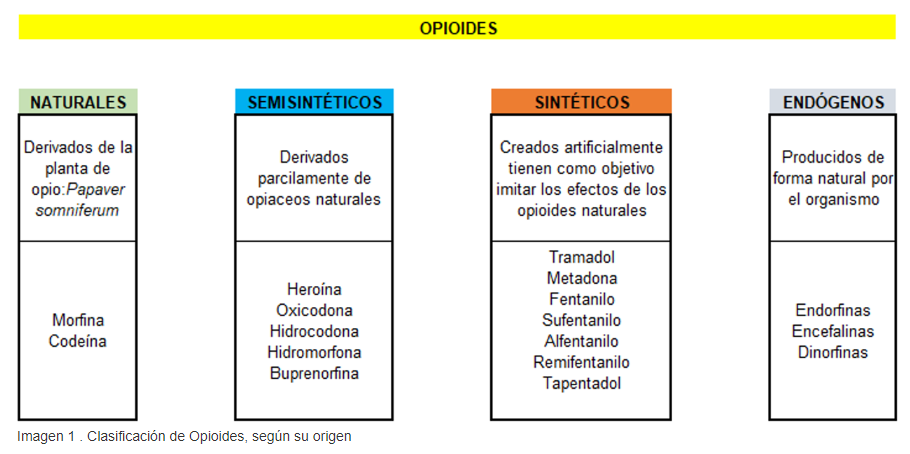 OPIOIDES
NATURALES
Derivados de la
planta de
opio:Papaver
somniferum
Morfina
Codeína
SEMISINTÉTICOS
Derivados
parcilamente de
opiaceos naturales
Heroína
Oxicodona
Hidrocodona
Hidromorfona
Buprenorfina
SINTÉTICOS
Creados artificialmente
tienen como objetivo
imitar los efectos de los
opioides naturales
Tramadol
Metadona
Fentanilo
Sufentanilo
Alfentanilo
Remifentanilo
Tapentadol
ENDÓGENOS
Producidos de
forma natural por
el organismo
Endorfinas
Encefalinas
Dinorfinas
Imagen 1 . Clasificación de Opioides, según su origen